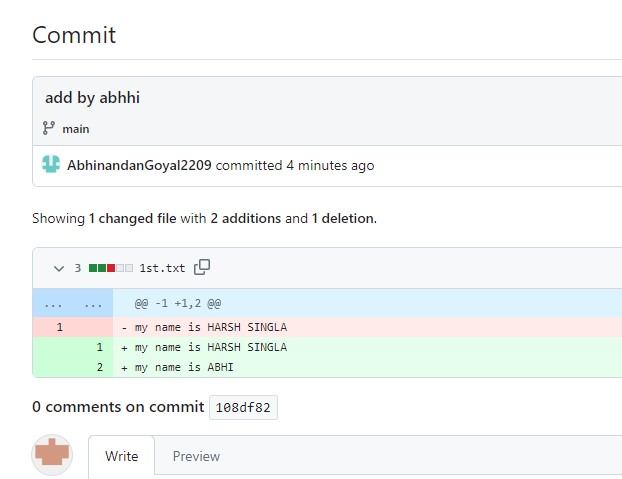 Commit
add by abhhi
main
AbhinandanGoyal2209 committed 4 minutes ago
Showing 1 changed file with 2 additions and 1 deletion.
3 1st.txt
... ... @@ -1 +1,2 @@
1 - my name is HARSH SINGLA
1 + my name is HARSH SINGLA
2 + my name is ABHI
0 comments on commit 108df82
Write Preview